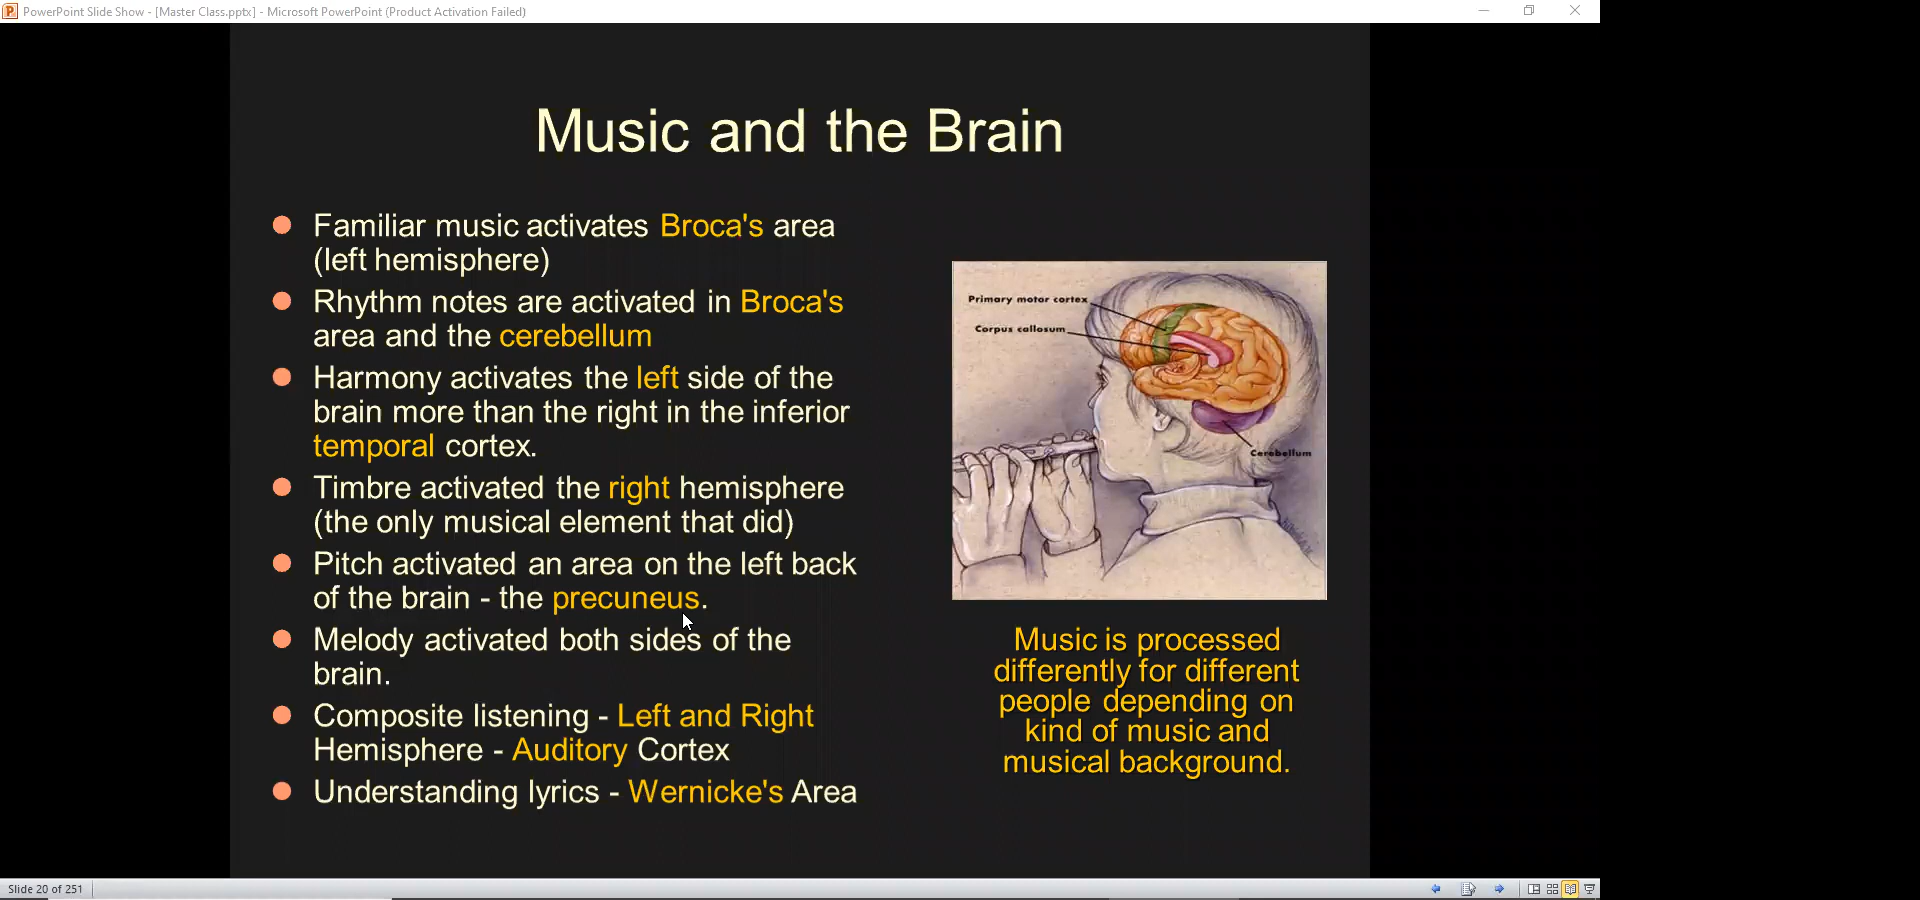 PowerPoint Slide Show - [Master Class.pptx] - Microsoft PowerPoint (Product Activation Failed)
Music and the Brain
Familiar music activates Broca's area
(left hemisphere)
Rhythm notes are activated in Broca's
area and the cerebellum
Harmony activates the left side of the
brain more than the right in the inferior
temporal cortex.
Timbre activated the right hemisphere
(the only musical element that did)
Pitch activated an area on the left back
of the brain - the precuneus.
Melody activated both sides of the
brain.
Composite listening - Left and Right
Hemisphere - Auditory Cortex
Understanding lyrics - Wernicke's Area
Primary motor cortex
Corpus callosum
Cerebellum
Music is processed
differently for different
people depending on
kind of music and
musical background.
Slide 20 of 251